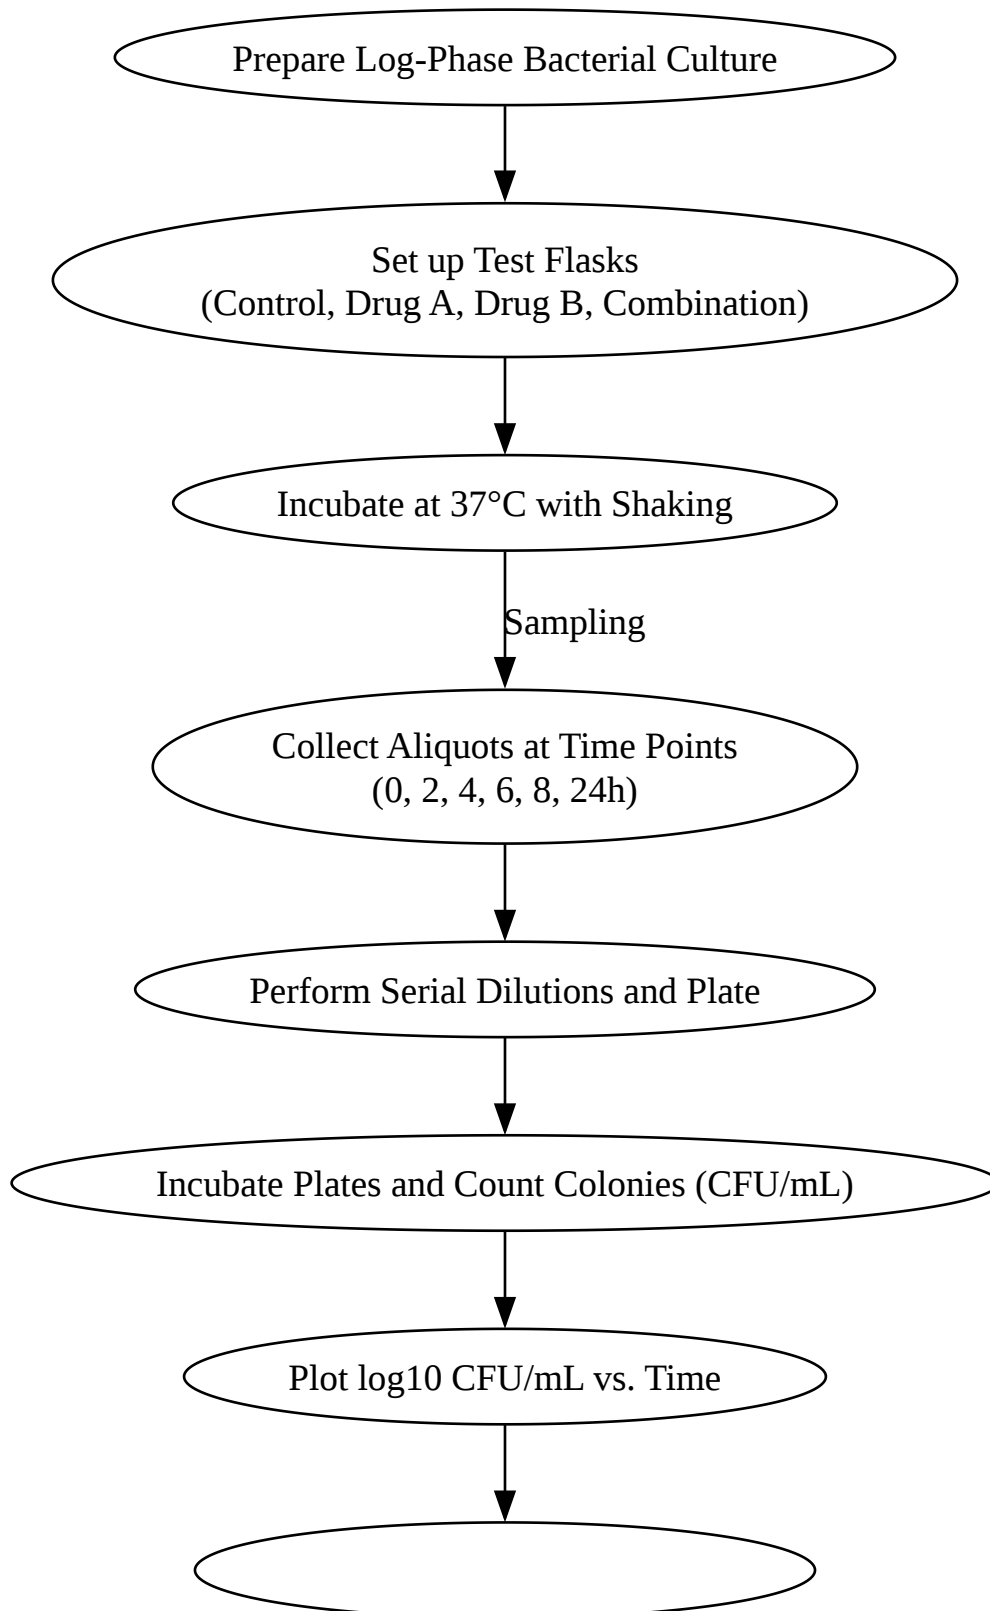 Prepare Log-Phase Bacterial Culture
Set up Test Flasks
(Control, Drug A, Drug B, Combination)
Incubate at 37°C with Shaking
Sampling
Collect Aliquots at Time Points
(0, 2, 4, 6, 8, 24h)
Perform Serial Dilutions and Plate
Incubate Plates and Count Colonies (CFU/mL)
Plot log10 CFU/mL vs. Time